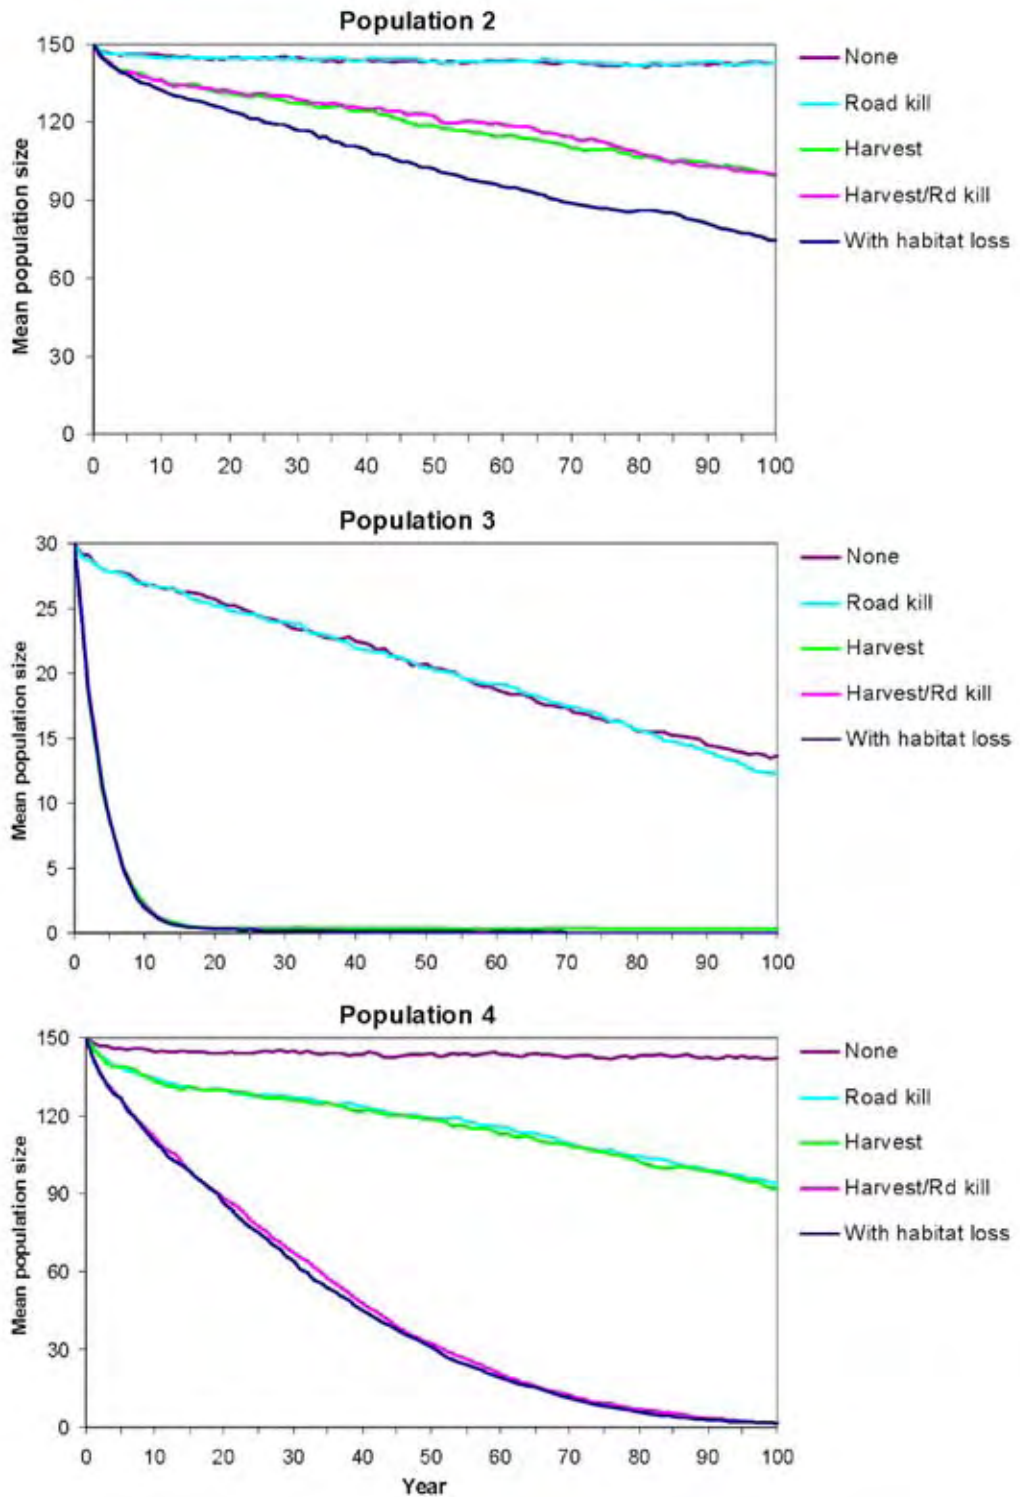 Population 2
Mean population size
150
120
90
60
30
0
0 10 20 30 40 50 60 70 80 90 100
None
Road kill
Harvest
Harvest/Rd kill
With habitat loss
Population 3
Mean population size
30
25
20
15
10
5
0
0 10 20 30 40 50 60 70 80 90 100
None
Road kill
Harvest
Harvest/Rd kill
With habitat loss
Population 4
Mean population size
150
120
90
60
30
0
0 10 20 30 40 50 60 70 80 90 100
Year
None
Road kill
Harvest
Harvest/Rd kill
With habitat loss